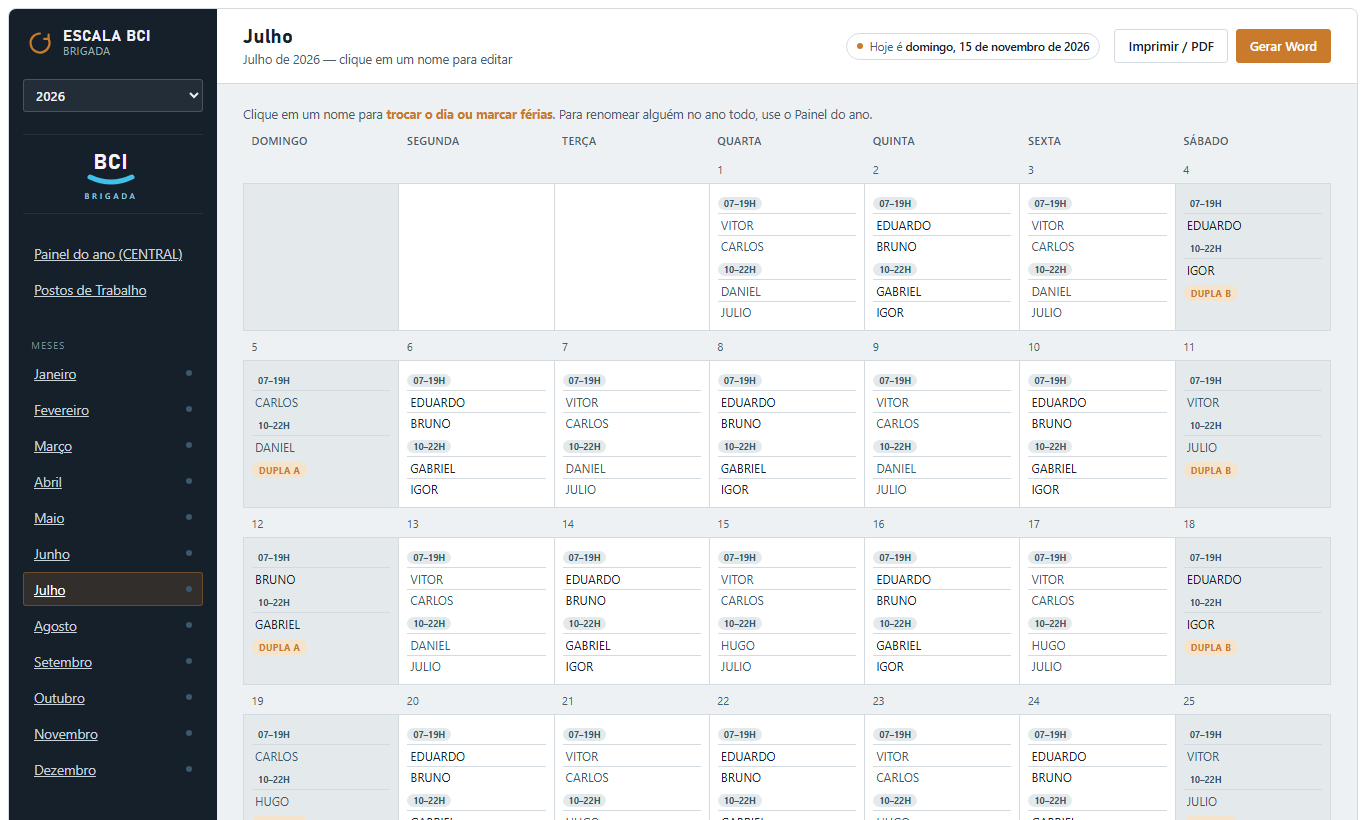 ESCALA BCI
BRIGADA
2026
BCI
BRIGADA
Painel do ano (CENTRAL)
Postos de Trabalho
MESES
Janeiro
Fevereiro
Março
Abril
Maio
Junho
Julho
Agosto
Setembro
Outubro
Novembro
Dezembro
Julho
Julho de 2026 — clique em um nome para editar
Hoje é domingo, 15 de novembro de 2026
Imprimir / PDF
Gerar Word
Clique em um nome para trocar o dia ou marcar férias. Para renomear alguém no ano todo, use o Painel do ano.
DOMINGO SEGUNDA TERÇA QUARTA QUINTA SEXTA SÁBADO
1 2 3 4
07–19H 07–19H 07–19H 07–19H
VITOR EDUARDO VITOR EDUARDO
CARLOS BRUNO CARLOS 10–22H
10–22H 10–22H 10–22H IGOR
DANIEL GABRIEL DANIEL DUPLA B
JULIO IGOR JULIO
5 6 7 8 9 10 11
07–19H 07–19H 07–19H 07–19H 07–19H 07–19H 07–19H
CARLOS EDUARDO VITOR EDUARDO VITOR EDUARDO VITOR
10–22H BRUNO CARLOS BRUNO CARLOS BRUNO 10–22H
DANIEL 10–22H 10–22H 10–22H 10–22H 10–22H JULIO
DUPLA A GABRIEL DANIEL GABRIEL DANIEL GABRIEL DUPLA B
IGOR JULIO IGOR JULIO IGOR
12 13 14 15 16 17 18
07–19H 07–19H 07–19H 07–19H 07–19H 07–19H 07–19H
BRUNO VITOR EDUARDO VITOR EDUARDO VITOR EDUARDO
10–22H CARLOS BRUNO CARLOS BRUNO CARLOS 10–22H
GABRIEL 10–22H 10–22H 10–22H 10–22H 10–22H IGOR
DUPLA A DANIEL GABRIEL HUGO GABRIEL HUGO DUPLA B
JULIO IGOR JULIO IGOR JULIO
19 20 21 22 23 24 25
07–19H 07–19H 07–19H 07–19H 07–19H 07–19H 07–19H
CARLOS EDUARDO VITOR EDUARDO VITOR EDUARDO VITOR
10–22H BRUNO CARLOS BRUNO CARLOS BRUNO 10–22H
HUGO 10–22H 10–22H 10–22H 10–22H 10–22H JULIO